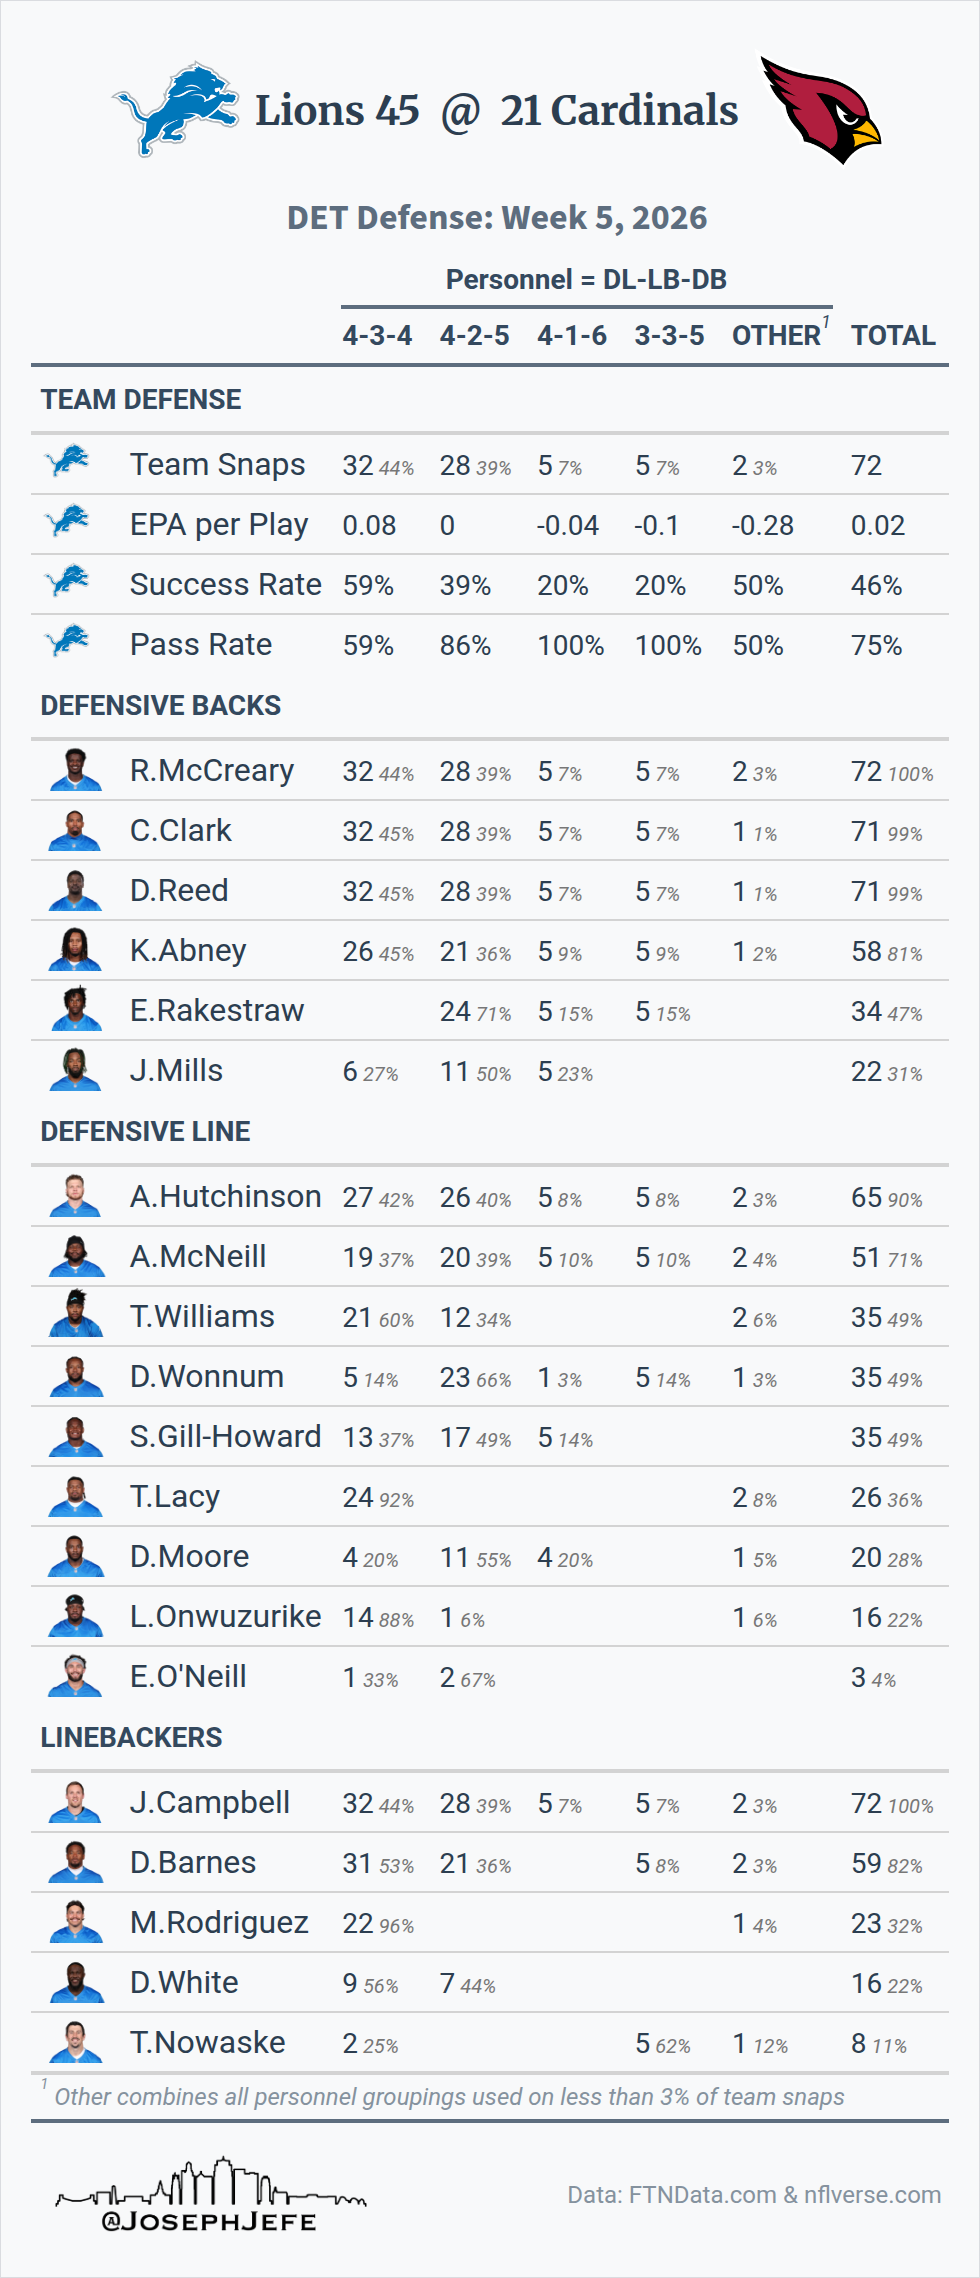 Lions 45 @ 21 Cardinals
DET Defense: Week 5, 2026
Personnel = DL-LB-DB
4-3-4 4-2-5 4-1-6 3-3-5 OTHER1 TOTAL
TEAM DEFENSE
Team Snaps 32 44% 28 39% 5 7% 5 7% 2 3% 72
EPA per Play 0.08 0 -0.04 -0.1 -0.28 0.02
Success Rate 59% 39% 20% 20% 50% 46%
Pass Rate 59% 86% 100% 100% 50% 75%
DEFENSIVE BACKS
R.McCreary 32 44% 28 39% 5 7% 5 7% 2 3% 72 100%
C.Clark 32 45% 28 39% 5 7% 5 7% 1 1% 71 99%
D.Reed 32 45% 28 39% 5 7% 5 7% 1 1% 71 99%
K.Abney 26 45% 21 36% 5 9% 5 9% 1 2% 58 81%
E.Rakestraw 24 71% 5 15% 5 15% 34 47%
J.Mills 6 27% 11 50% 5 23% 22 31%
DEFENSIVE LINE
A.Hutchinson 27 42% 26 40% 5 8% 5 8% 2 3% 65 90%
A.McNeill 19 37% 20 39% 5 10% 5 10% 2 4% 51 71%
T.Williams 21 60% 12 34% 2 6% 35 49%
D.Wonnum 5 14% 23 66% 1 3% 5 14% 1 3% 35 49%
S.Gill-Howard 13 37% 17 49% 5 14% 35 49%
T.Lacy 24 92% 2 8% 26 36%
D.Moore 4 20% 11 55% 4 20% 1 5% 20 28%
L.Onwuzurike 14 88% 1 6% 1 6% 16 22%
E.O'Neill 1 33% 2 67% 3 4%
LINEBACKERS
J.Campbell 32 44% 28 39% 5 7% 5 7% 2 3% 72 100%
D.Barnes 31 53% 21 36% 5 8% 2 3% 59 82%
M.Rodriguez 22 96% 1 4% 23 32%
D.White 9 56% 7 44% 16 22%
T.Nowaske 2 25% 5 62% 1 12% 8 11%
1 Other combines all personnel groupings used on less than 3% of team snaps
@JOSEPHJEFE
Data: FTNData.com & nflverse.com